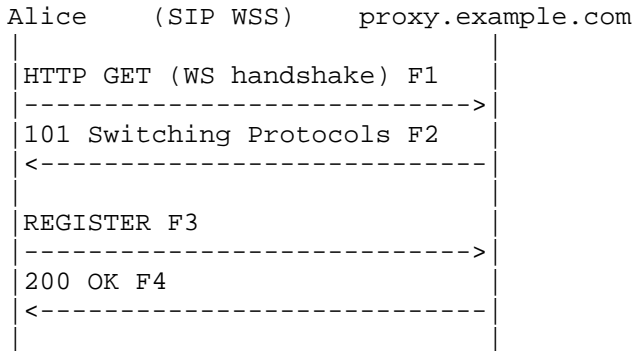 Alice (SIP WSS) proxy.example.com
HTTP GET (WS handshake) F1
101 Switching Protocols F2
REGISTER F3
200 OK F4